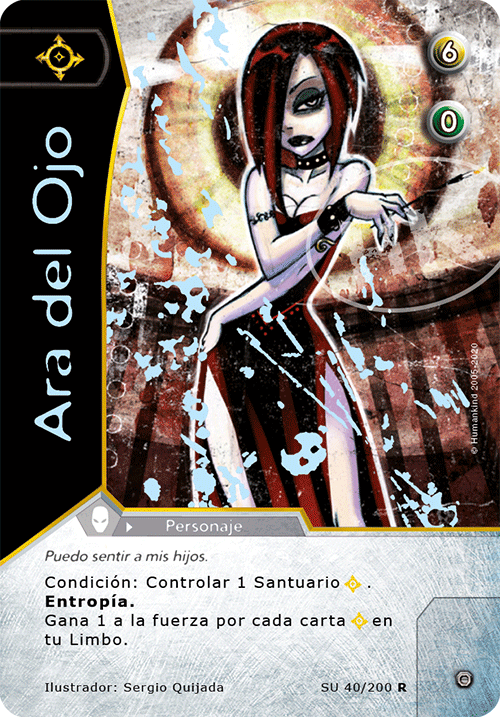 6
0
Ara del Ojo
© Humankind 2005-2020
Personaje
Puedo sentir a mis hijos.
Condición: Controlar 1 Santuario .
Entropía.
Gana 1 a la fuerza por cada carta en
tu Limbo.
Ilustrador: Sergio Quijada SU 40/200 R